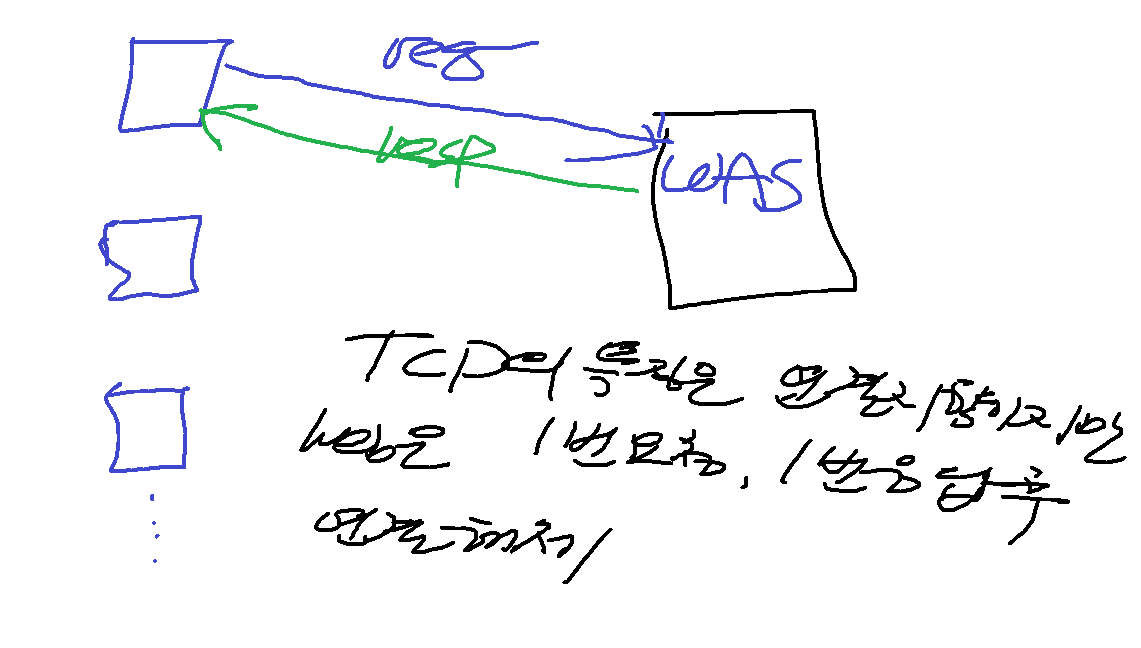 req
resp
WAS
TCP의 특징은 연결지향이지만
web은 1번요청, 1번응답후
연결해지